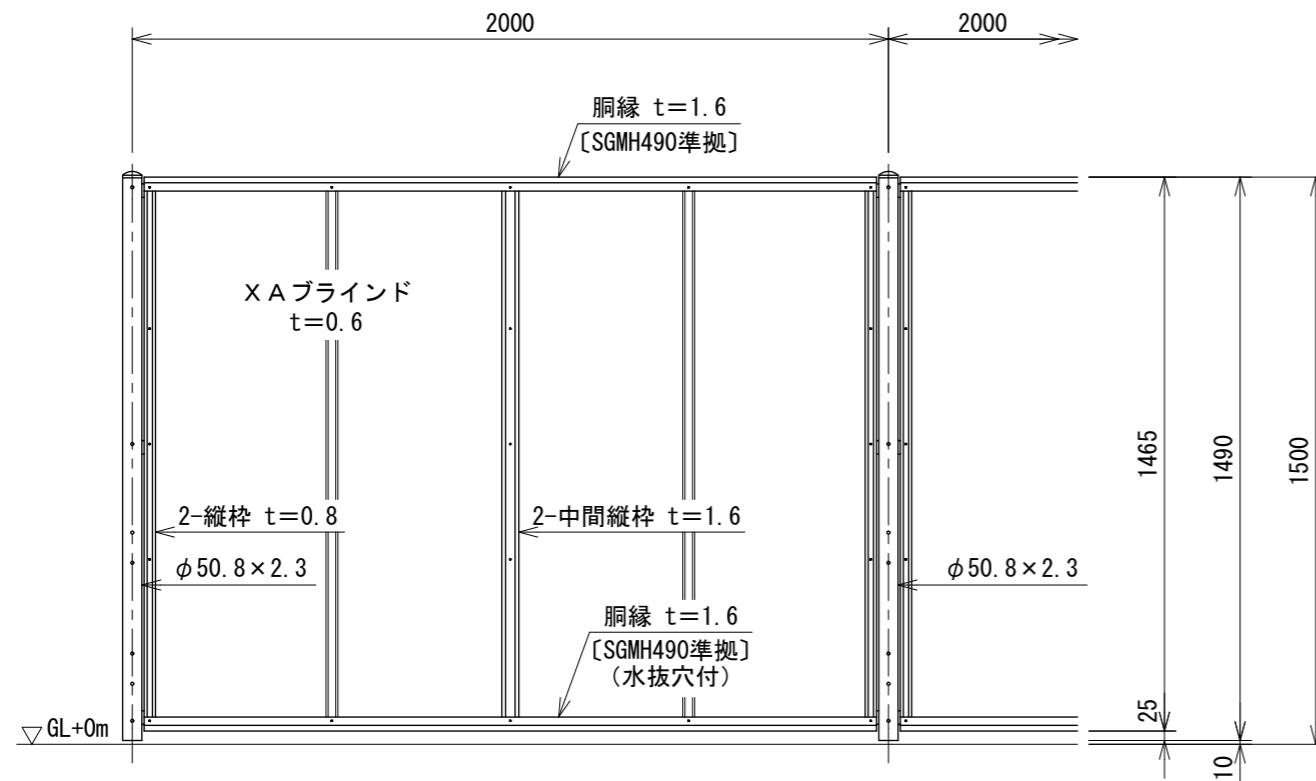 2000
2000
胴縁 t＝1.6
〔SGMH490準拠〕
ＸＡブラインド
t＝0.6
1465
1490
1500
2-縦枠 t＝0.8
2-中間縦枠 t＝1.6
φ50.8×2.3
φ50.8×2.3
胴縁 t＝1.6
〔SGMH490準拠〕
（水抜穴付）
25
GL+0m
10